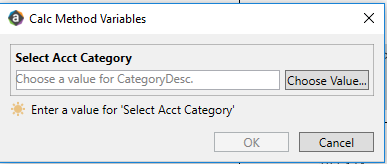 Calc Method Variables
Select Acct Category
Choose a value for CategoryDesc.
Choose Value...
Enter a value for 'Select Acct Category'
OK
Cancel